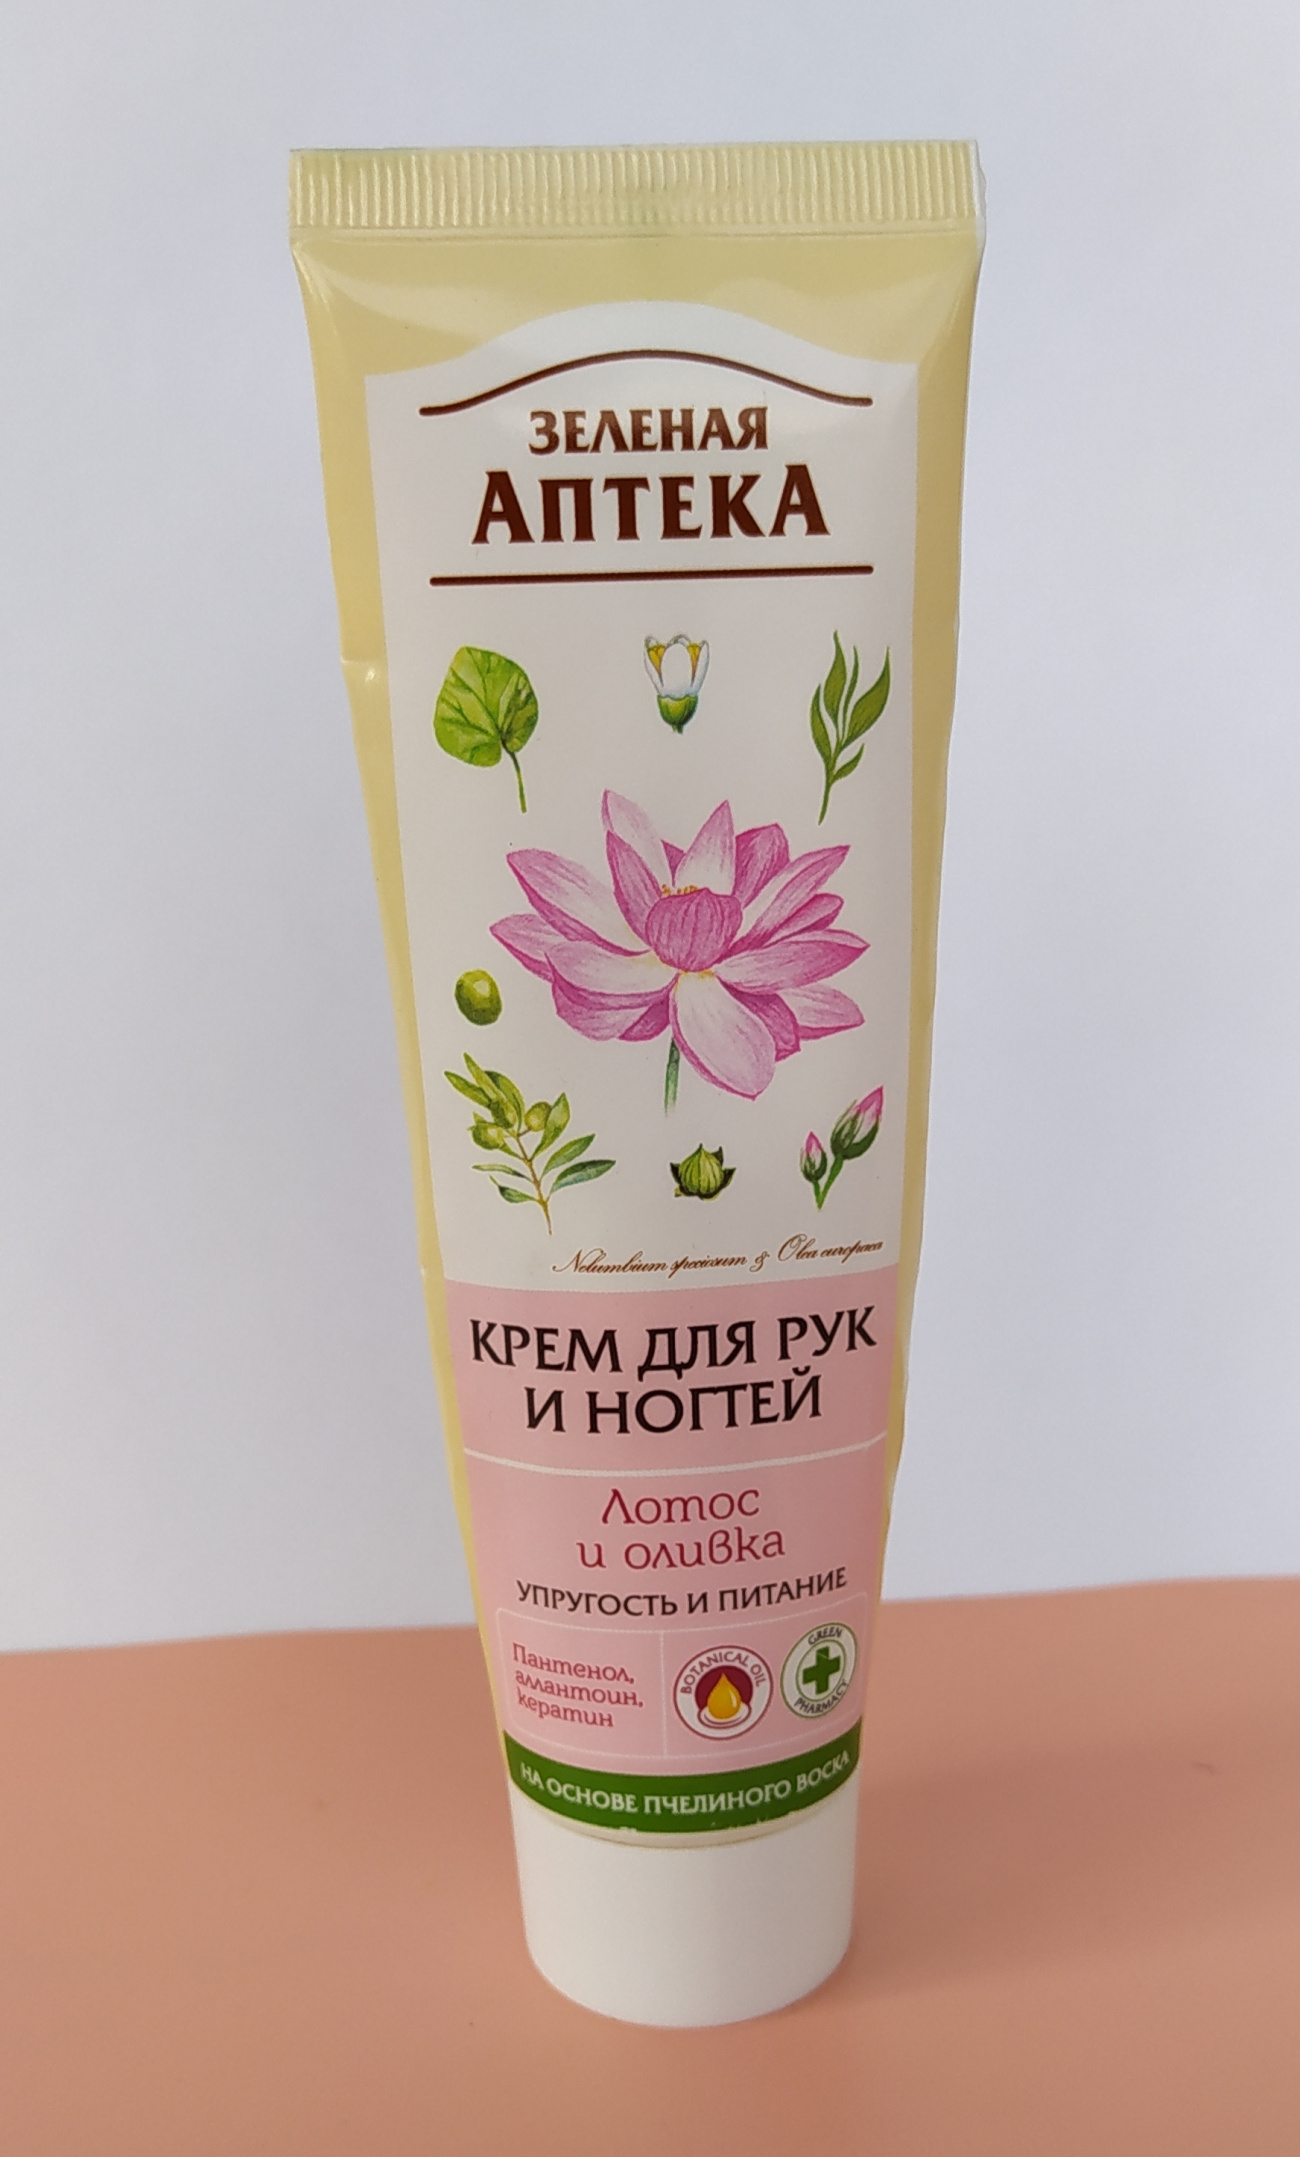 ЗЕЛЕНАЯ
АПТЕКА
Nelumbium speciosum & Olea europaea
КРЕМ ДЛЯ РУК
И НОГТЕЙ
Лотос
и оливка
УПРУГОСТЬ И ПИТАНИЕ
Пантенол,
аллантоин,
кератин
BOTANICAL OIL
GREEN
PHARMACY
НА ОСНОВЕ ПЧЕЛИНОГО ВОСКА